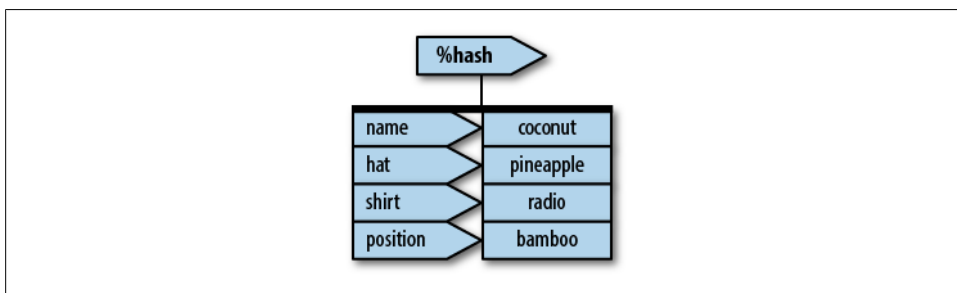 %hash
name coconut
hat pineapple
shirt radio
position bamboo